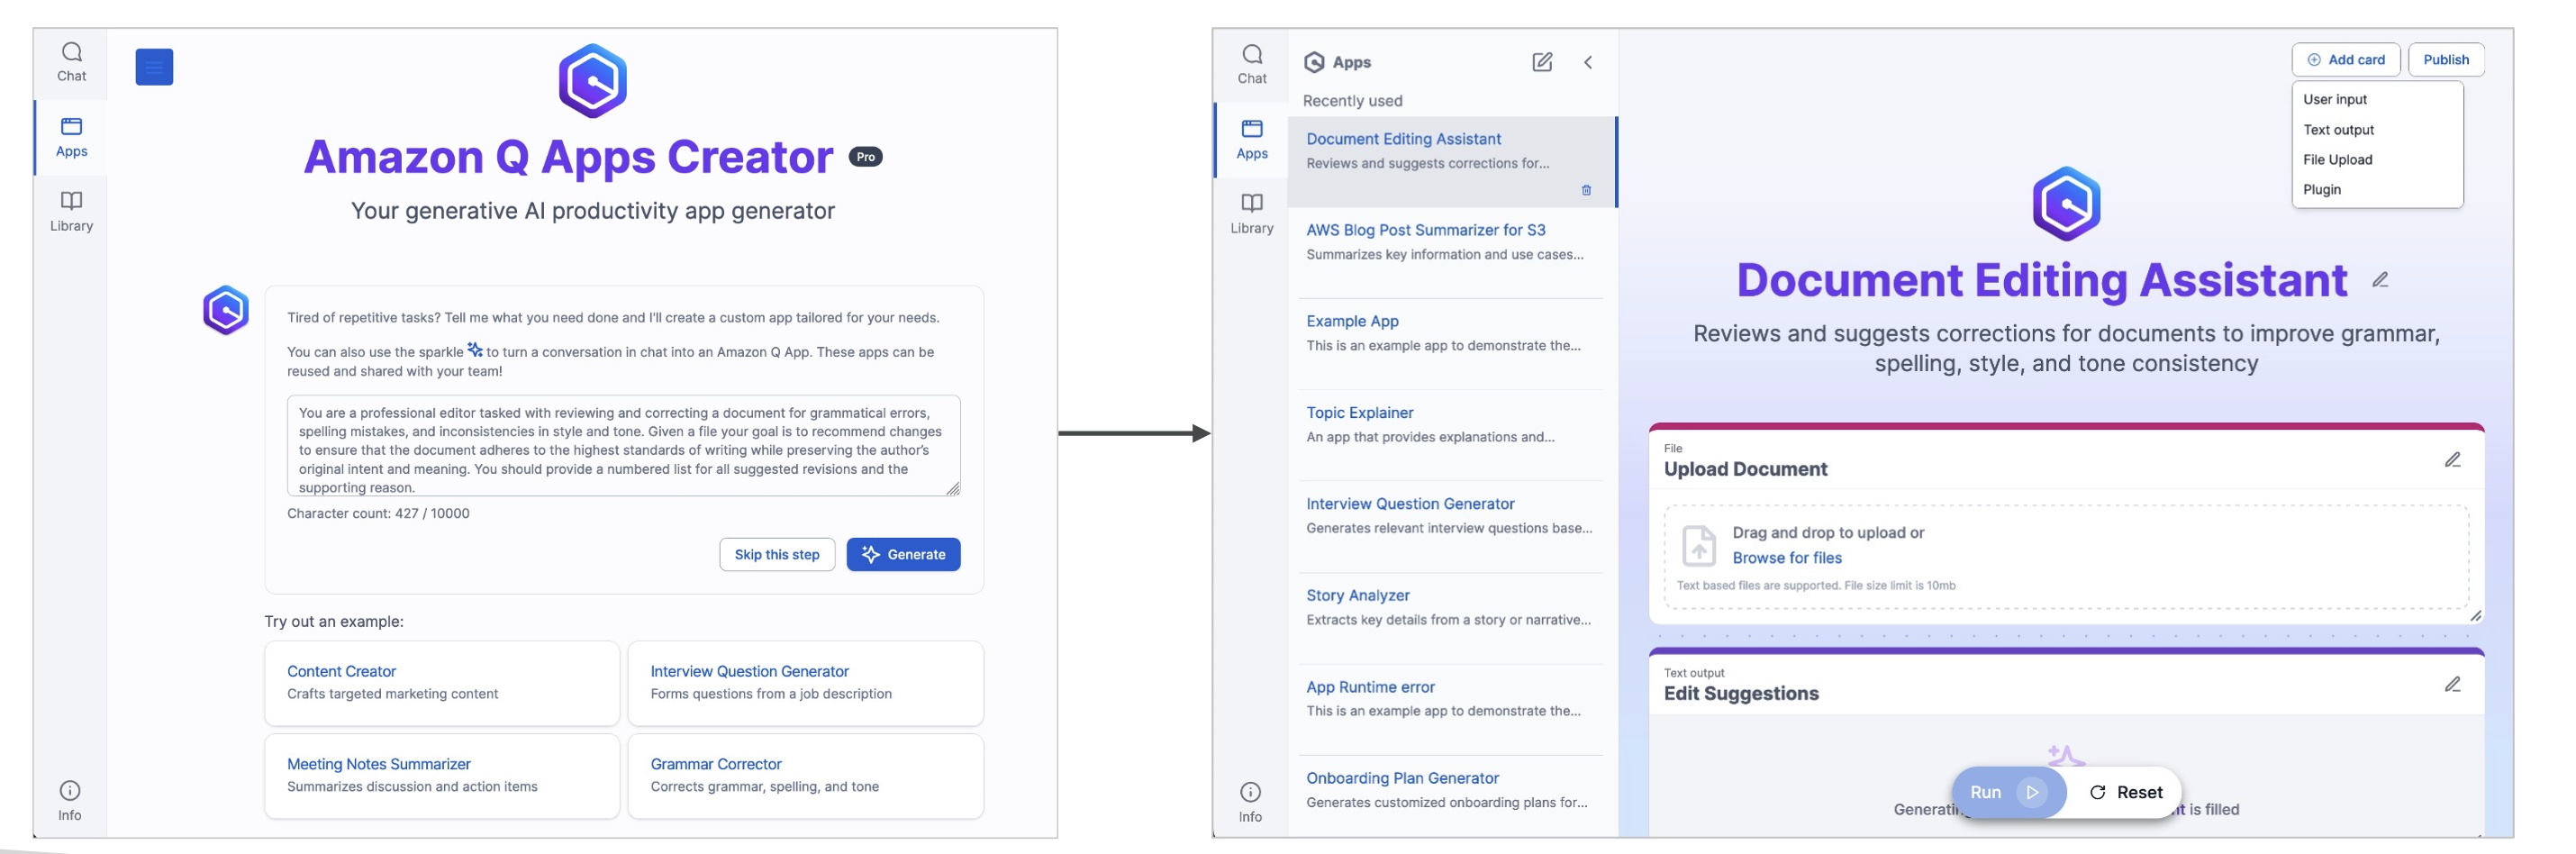 Chat
Apps
Library
Info
Amazon Q Apps Creator Pro
Your generative AI productivity app generator
Tired of repetitive tasks? Tell me what you need done and I'll create a custom app tailored for your needs.
You can also use the sparkle to turn a conversation in chat into an Amazon Q App. These apps can be
reused and shared with your team!
You are a professional editor tasked with reviewing and correcting a document for grammatical errors,
spelling mistakes, and inconsistencies in style and tone. Given a file your goal is to recommend changes
to ensure that the document adheres to the highest standards of writing while preserving the author's
original intent and meaning. You should provide a numbered list for all suggested revisions and the
supporting reason.
Character count: 427 / 10000
Skip this step
Generate
Try out an example:
Content Creator
Crafts targeted marketing content
Interview Question Generator
Forms questions from a job description
Meeting Notes Summarizer
Summarizes discussion and action items
Grammar Corrector
Corrects grammar, spelling, and tone
Chat
Apps
Library
Info
Apps
Recently used
Document Editing Assistant
Reviews and suggests corrections for...
AWS Blog Post Summarizer for S3
Summarizes key information and use cases...
Example App
This is an example app to demonstrate the...
Topic Explainer
An app that provides explanations and...
Interview Question Generator
Generates relevant interview questions base...
Story Analyzer
Extracts key details from a story or narrative...
App Runtime error
This is an example app to demonstrate the...
Onboarding Plan Generator
Generates customized onboarding plans for...
Add card
Publish
User input
Text output
File Upload
Plugin
Document Editing Assistant
Reviews and suggests corrections for documents to improve grammar,
spelling, style, and tone consistency
File
Upload Document
Drag and drop to upload or
Browse for files
Text based files are supported. File size limit is 10mb
Text output
Edit Suggestions
Run
Reset
is filled